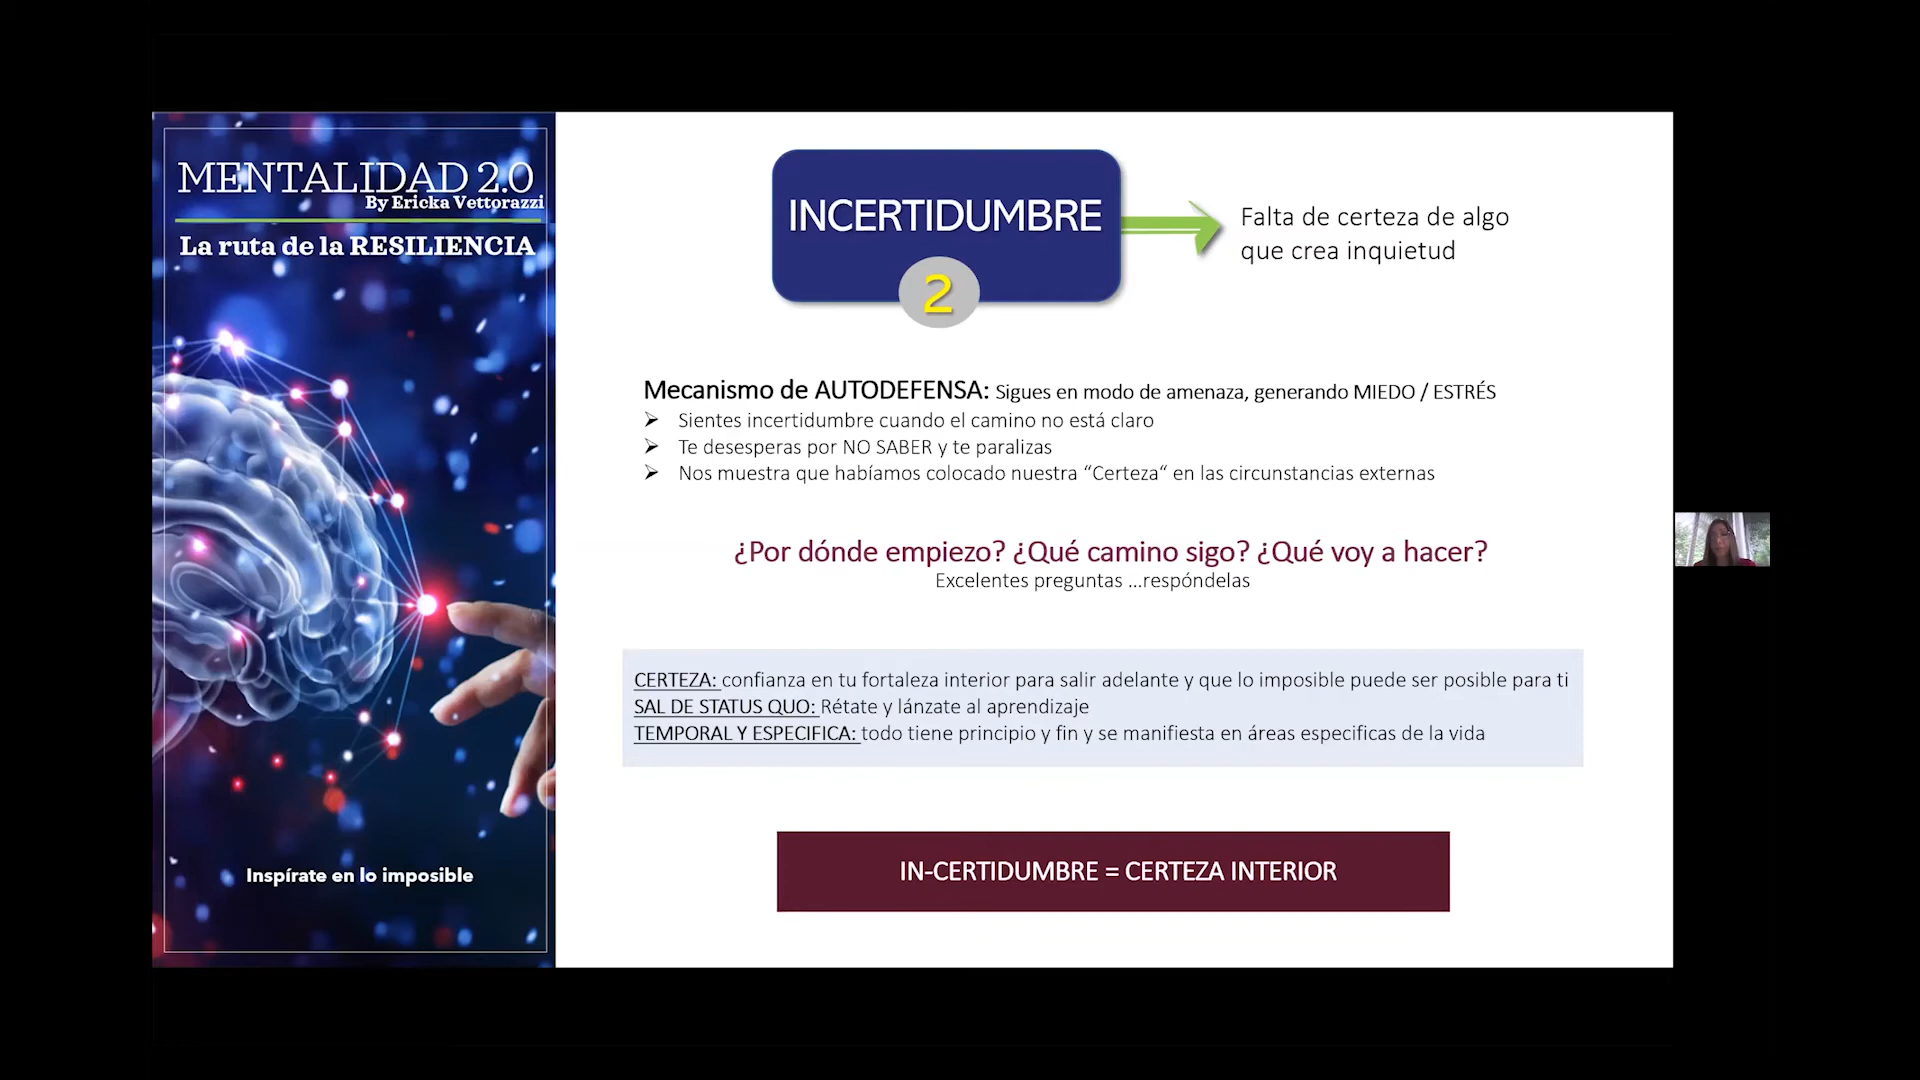 MENTALIDAD 2.0
By Ericka Vettorazzi
La ruta de la RESILIENCIA
Inspírate en lo imposible
INCERTIDUMBRE
2
Falta de certeza de algo
que crea inquietud
Mecanismo de AUTODEFENSA: Sigues en modo de amenaza, generando MIEDO / ESTRÉS
➢ Sientes incertidumbre cuando el camino no está claro
➢ Te desesperas por NO SABER y te paralizas
➢ Nos muestra que habíamos colocado nuestra “Certeza“ en las circunstancias externas
¿Por dónde empiezo? ¿Qué camino sigo? ¿Qué voy a hacer?
Excelentes preguntas ...respóndelas
CERTEZA: confianza en tu fortaleza interior para salir adelante y que lo imposible puede ser posible para ti
SAL DE STATUS QUO: Rétate y lánzate al aprendizaje
TEMPORAL Y ESPECIFICA: todo tiene principio y fin y se manifiesta en áreas especificas de la vida
IN-CERTIDUMBRE = CERTEZA INTERIOR